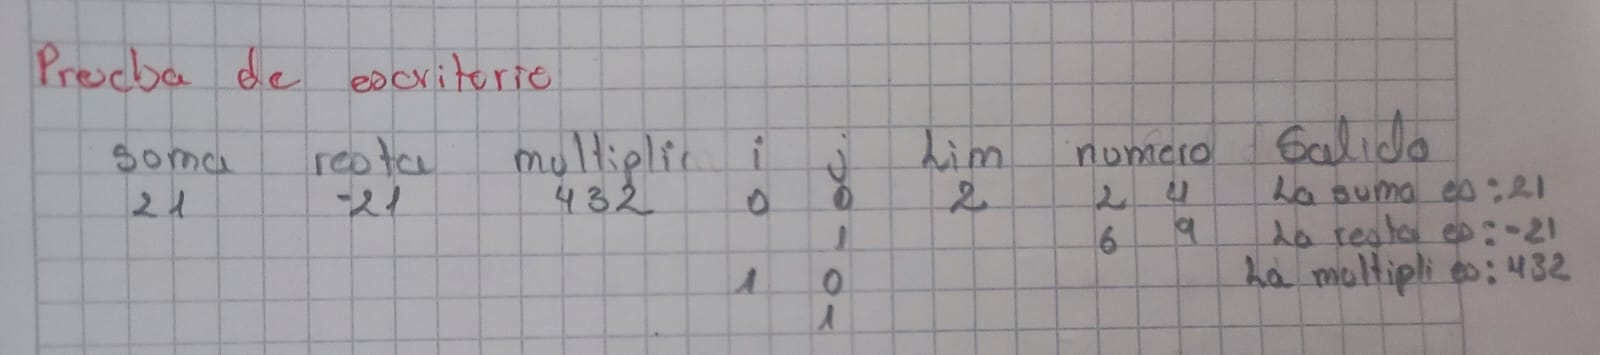 Prueba de escritorio
suma resta multiplic i j Lim numero Salida
21 -21 432 0 0 2 2 4 La suma es: 21
1 6 9 La resta es: -21
1 0 La multipli es: 432
1